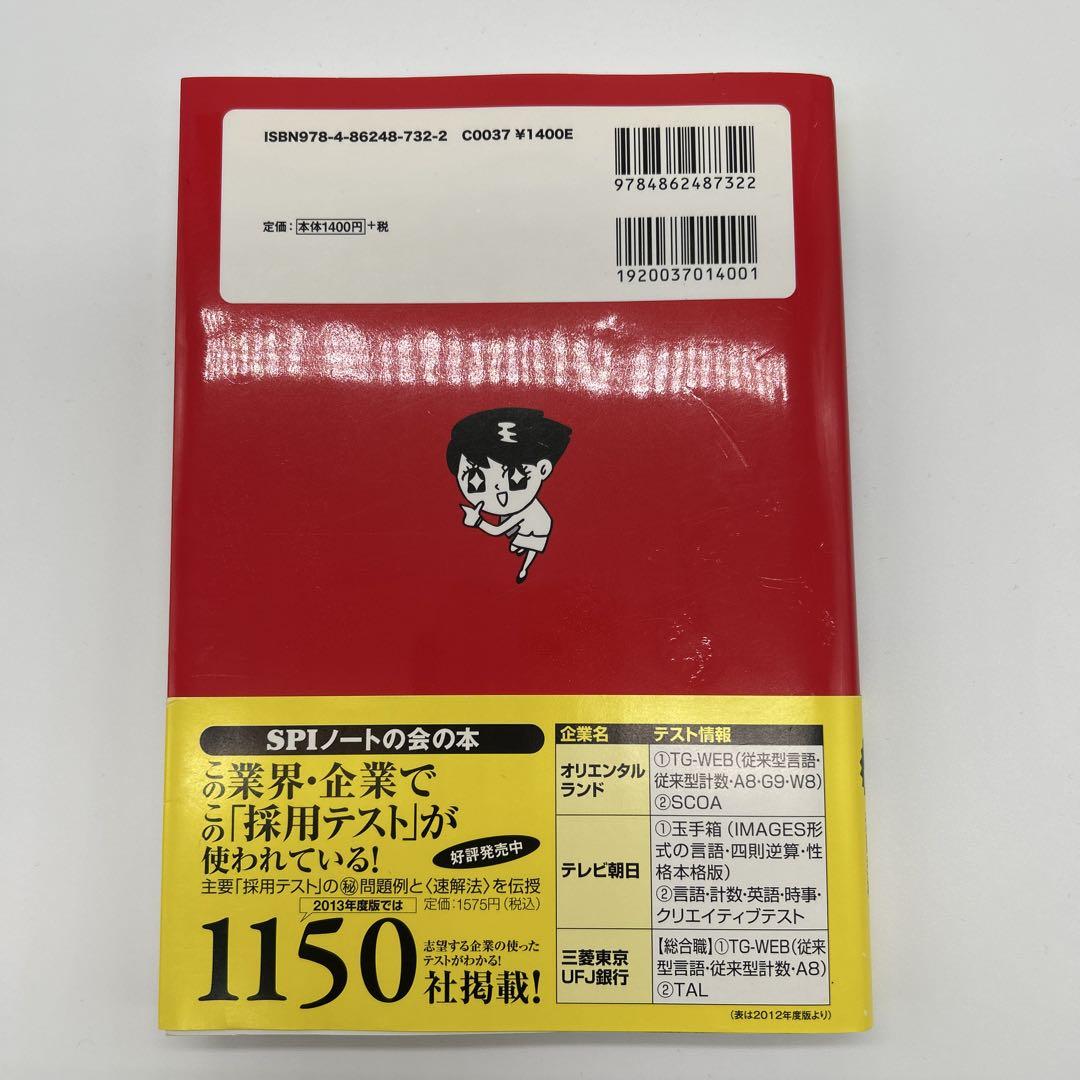 ISBN978-4-86248-732-2 C0037 ¥1400E
9784862487322
定価：本体1400円+税
1920037014001
SPIノートの会の本
この業界・企業で
この「採用テスト」が
使われている！
好評発売中
主要「採用テスト」の㊙問題例と〈速解法〉を伝授
2013年度版では
定価：1575円（税込）
1150
志望する企業の使った
テストがわかる！
社掲載！
企業名 テスト情報
オリエンタル
ランド
①TG-WEB（従来型言語・
従来型計数・A8・G9・W8）
②SCOA
テレビ朝日
①玉手箱（IMAGES形
式の言語・四則逆算・性
格本格版）
②言語・計数・英語・時事・
クリエイティブテスト
三菱東京
UFJ銀行
【総合職】①TG-WEB（従来
型言語・従来型計数・A8）
②TAL
（表は2012年度版より）